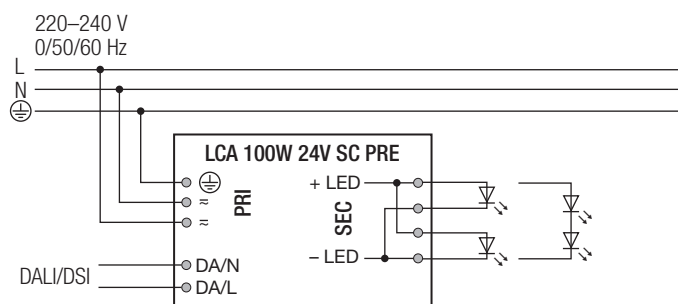 220–240 V
0/50/60 Hz
L
N
LCA 100W 24V SC PRE
PRI
≂
≂
+ LED
SEC
– LED
DALI/DSI
DA/N
DA/L